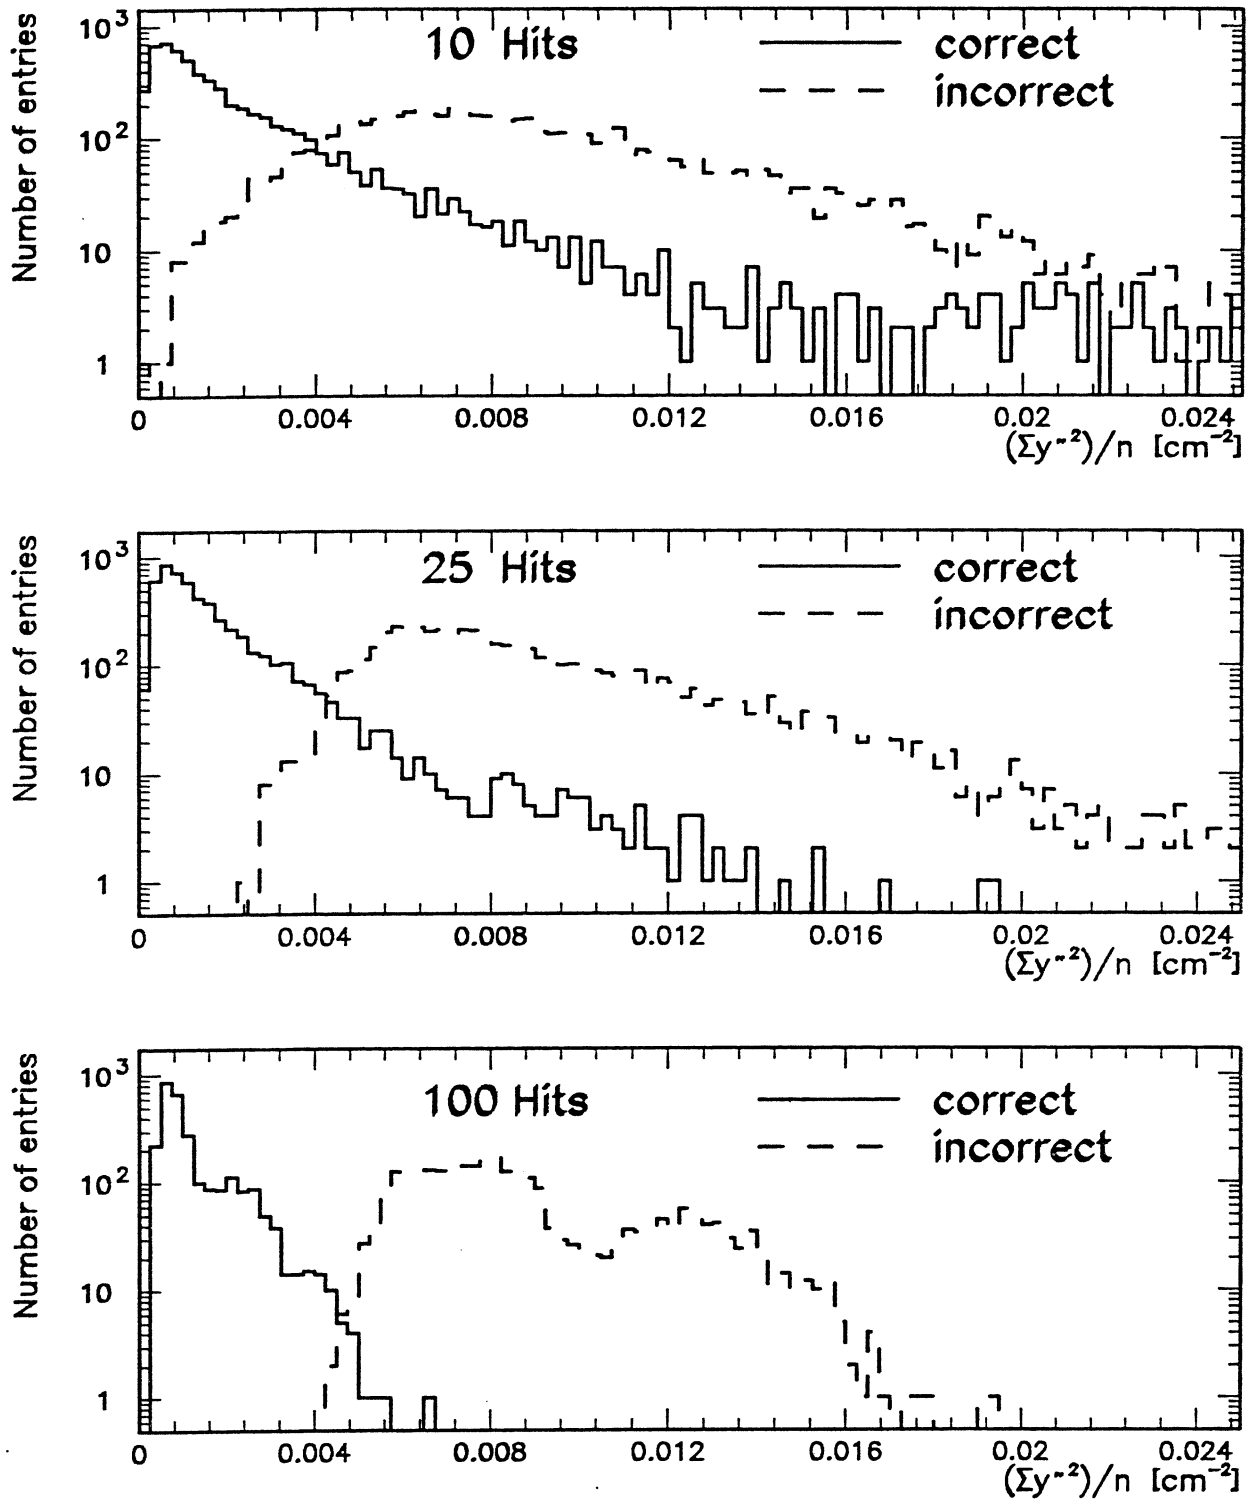 Number of entries
10³
10²
10
1
10 Hits
correct
incorrect
0 0.004 0.008 0.012 0.016 0.02 0.024
(Σy″²)/n [cm⁻²]
Number of entries
10³
10²
10
1
25 Hits
correct
incorrect
0 0.004 0.008 0.012 0.016 0.02 0.024
(Σy″²)/n [cm⁻²]
Number of entries
10³
10²
10
1
100 Hits
correct
incorrect
0 0.004 0.008 0.012 0.016 0.02 0.024
(Σy″²)/n [cm⁻²]